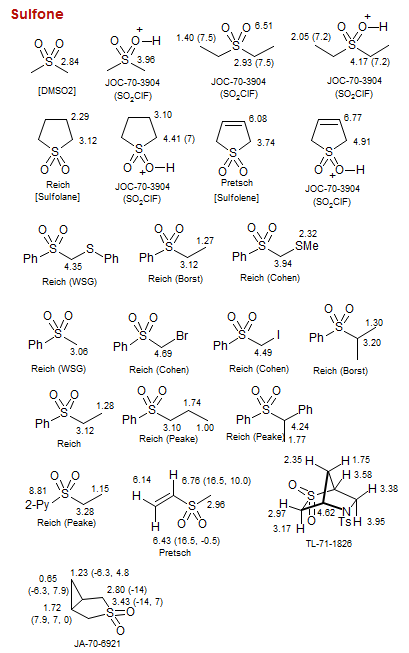 Sulfone
O O 2.84
S
[DMSO2]
O O + H 3.96
S
JOC-70-3904
(SO2ClF)
1.40 (7.5) O O 6.51
S
2.93 (7.5)
2.05 (7.2) O O + H
S
4.17 (7.2)
JOC-70-3904
(SO2ClF)
2.29
3.12
S
O O
Reich
[Sulfolane]
3.10
4.41 (7)
S
O O–H
+
JOC-70-3904
(SO2ClF)
6.08
3.74
S
O O
Pretsch
[Sulfolene]
6.77
4.91
S
O O–H
+
JOC-70-3904
(SO2ClF)
O O
Ph S S Ph
4.35
Reich (WSG)
O O 1.27
Ph S
3.12
Reich (Borst)
O O 2.32
Ph S SMe
3.94
Reich (Cohen)
O O
Ph S
3.06
Reich (WSG)
O O
Ph S Br
4.69
Reich (Cohen)
O O
Ph S I
4.49
Reich (Cohen)
O O 1.30
Ph S 3.20
Reich (Borst)
O O 1.28
Ph S
3.12
Reich
O O 1.74
Ph S
3.10 1.00
Reich (Peake)
O O
Ph S Ph
4.24
Reich (Peake) 1.77
8.81 O O 1.15
2-Py S
3.28
Reich (Peake)
6.14 H 6.76 (16.5, 10.0)
H
S 2.96
H O O
6.43 (16.5, -0.5)
Pretsch
2.35 H H 1.75
H 3.58
O H 3.38
S
2.97 H O 4.62 N H 3.95
3.17 H Ts
TL-71-1826
1.23 (-6.3, 4.8
0.65
(-6.3, 7.9)
2.80 (-14)
3.43 (-14, 7)
1.72
(7.9, 7, 0)
S O
O
JA-70-6921